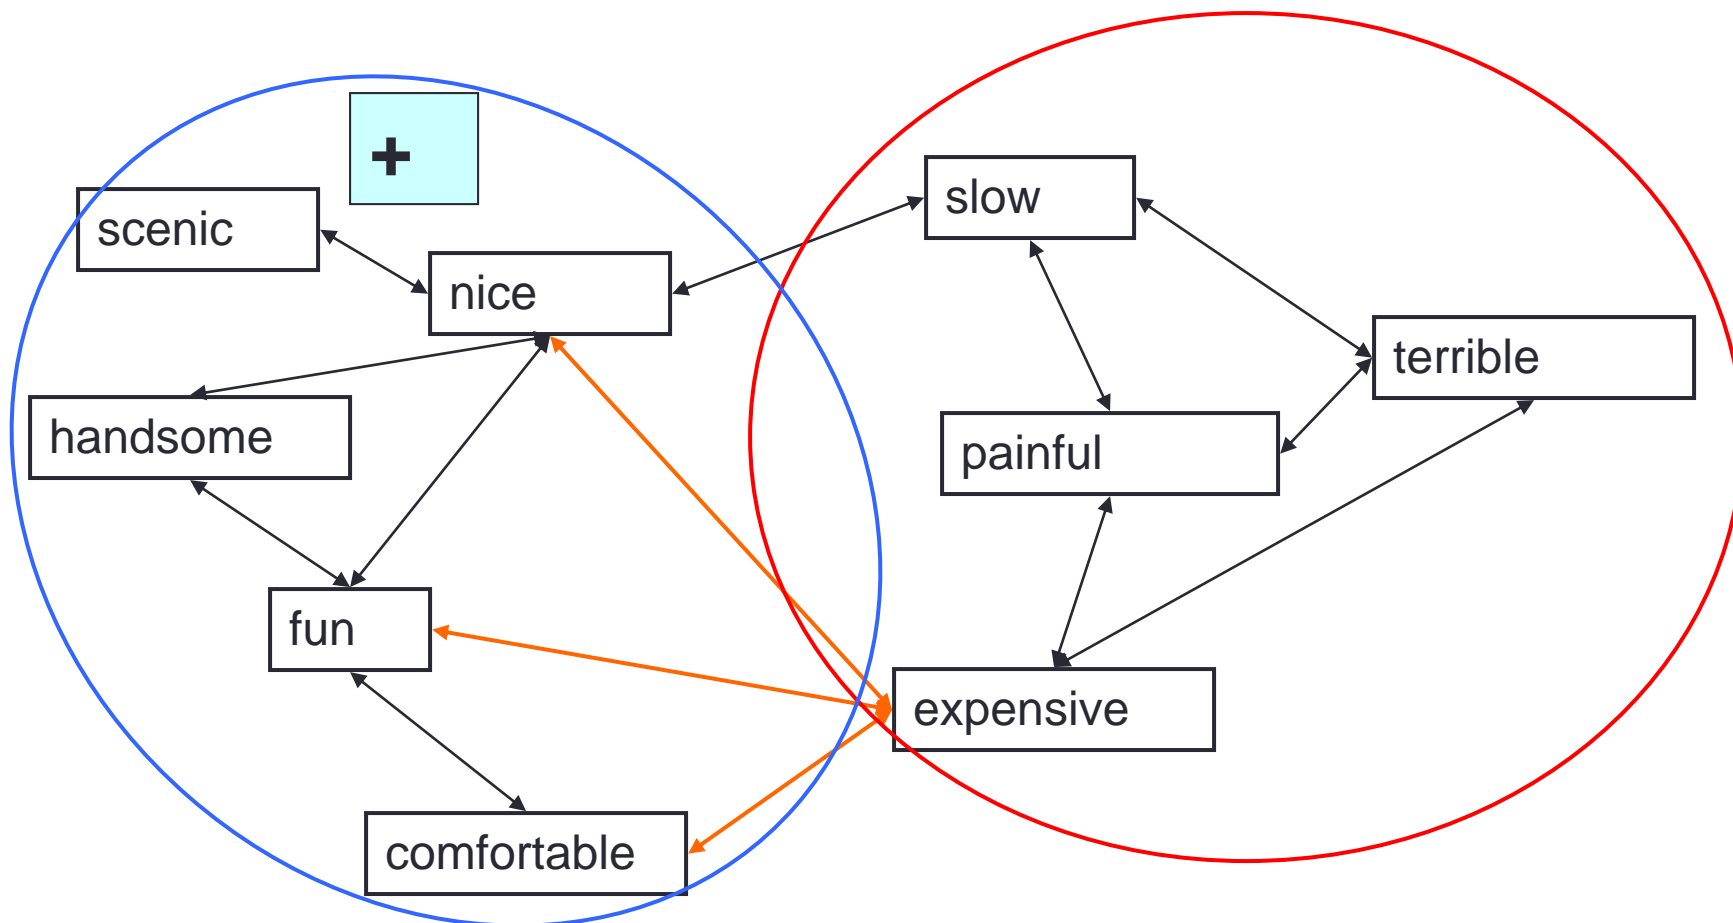 +
scenic
nice
handsome
fun
comfortable
slow
terrible
painful
expensive